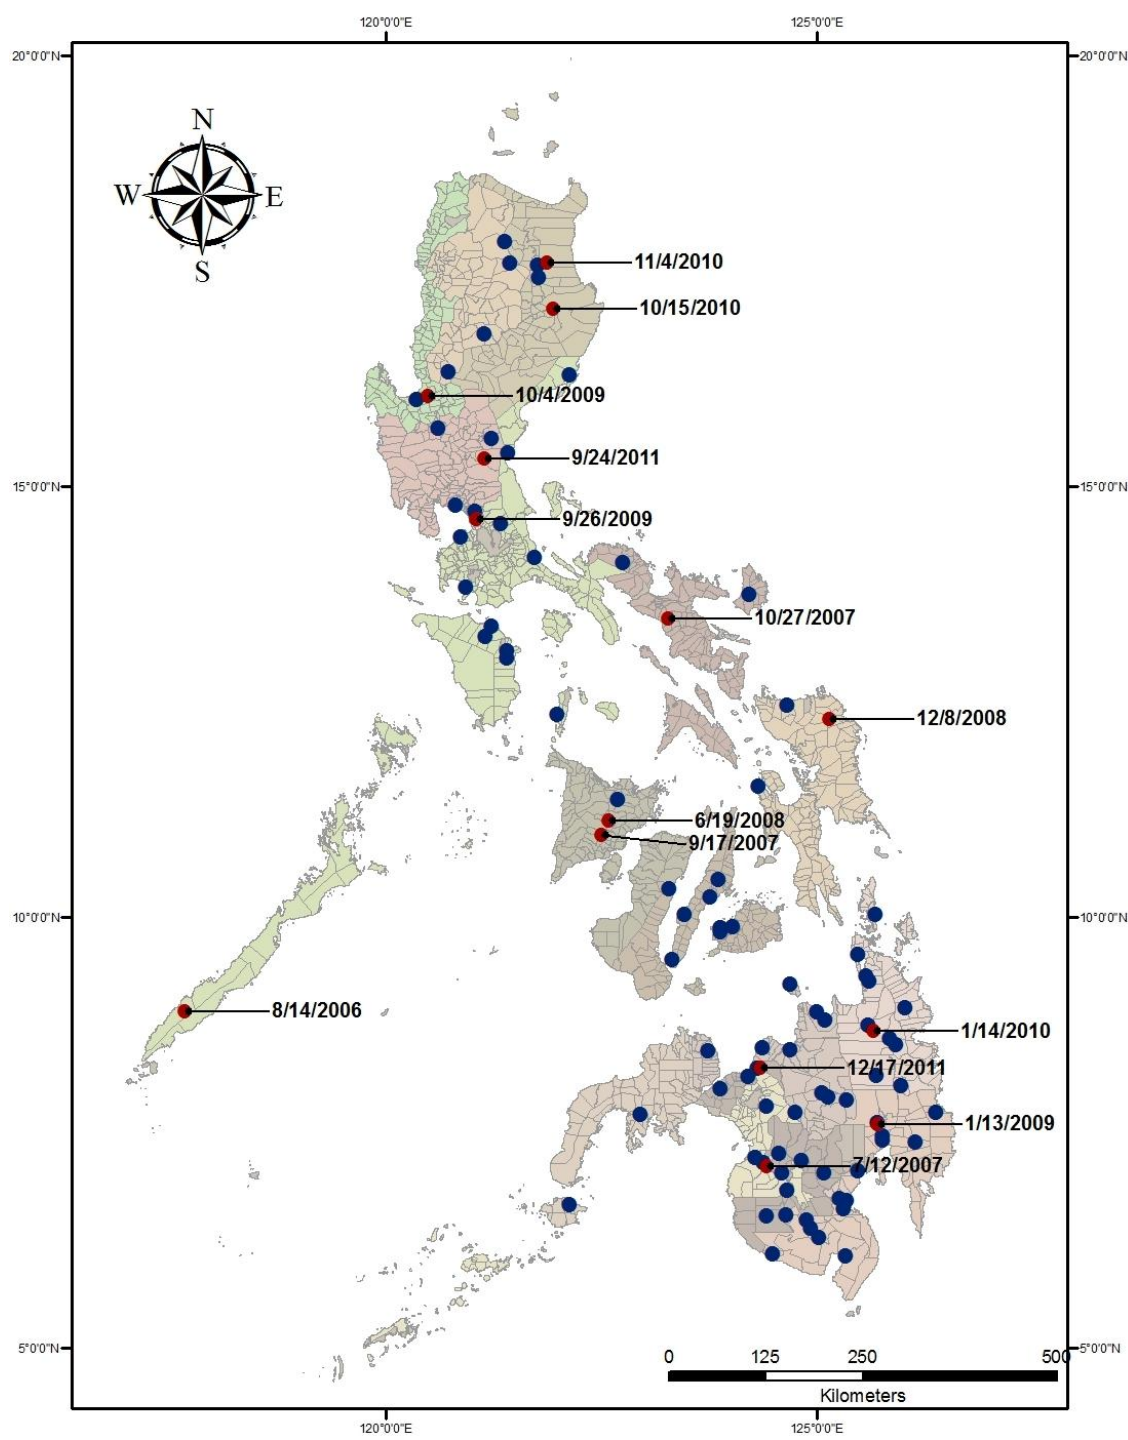 120°0'0"E 125°0'0"E
20°0'0"N 20°0'0"N
N
W E
S
11/4/2010
10/15/2010
10/4/2009
9/24/2011
15°0'0"N 15°0'0"N
9/26/2009
10/27/2007
12/8/2008
6/19/2008
9/17/2007
10°0'0"N 10°0'0"N
8/14/2006
1/14/2010
12/17/2011
1/13/2009
7/12/2007
5°0'0"N 5°0'0"N
0 125 250 500
Kilometers
120°0'0"E 125°0'0"E